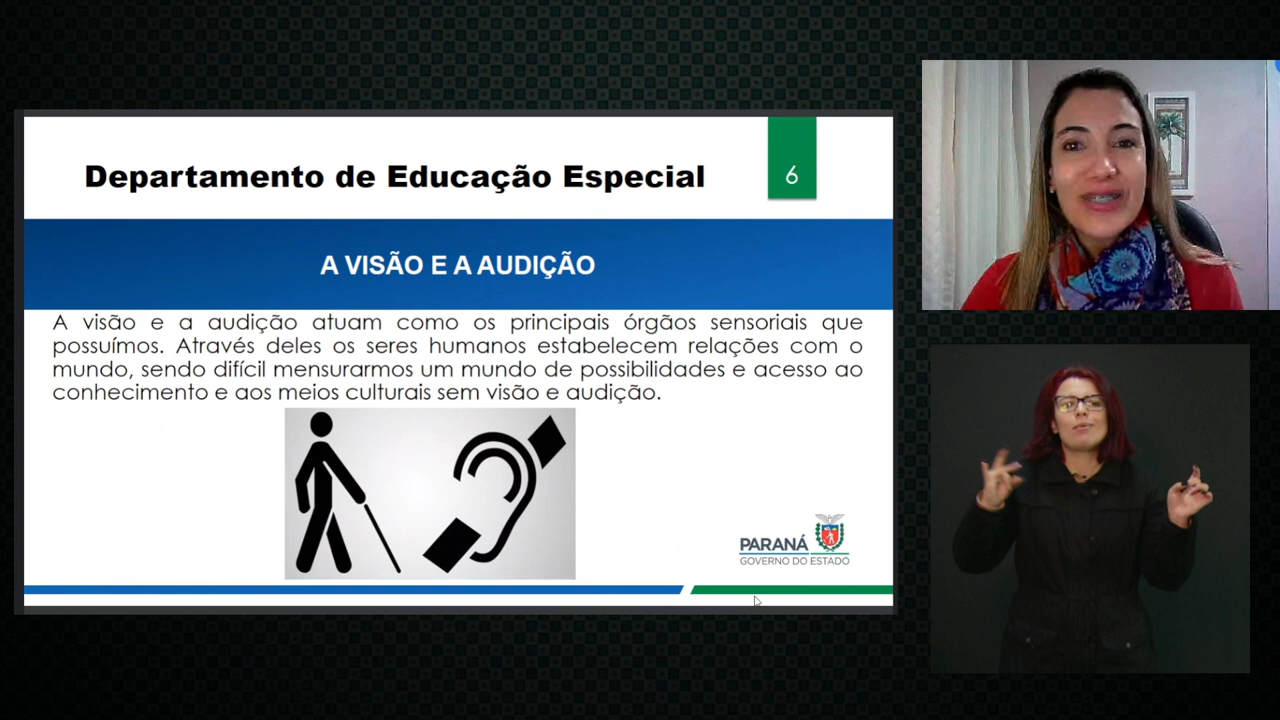 Departamento de Educação Especial
6
A VISÃO E A AUDIÇÃO
A visão e a audição atuam como os principais órgãos sensoriais que
possuímos. Através deles os seres humanos estabelecem relações com o
mundo, sendo difícil mensurarmos um mundo de possibilidades e acesso ao
conhecimento e aos meios culturais sem visão e audição.
PARANÁ
GOVERNO DO ESTADO